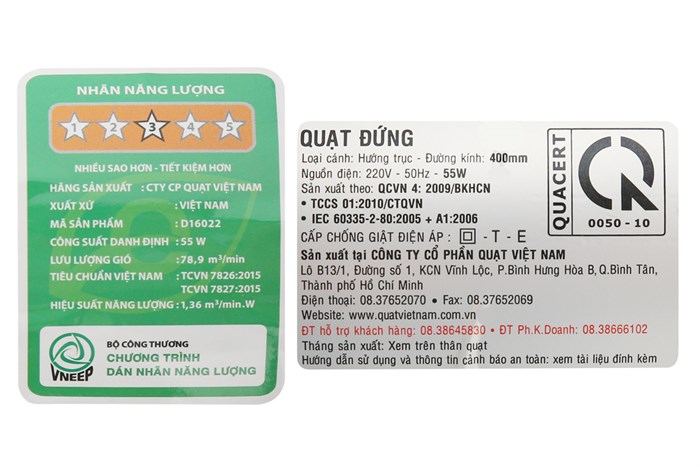 NHÃN NĂNG LƯỢNG
1 2 3 4 5
NHIỀU SAO HƠN - TIẾT KIỆM HƠN
HÃNG SẢN XUẤT : CTY CP QUẠT VIỆT NAM
XUẤT XỨ : VIỆT NAM
MÃ SẢN PHẨM : D16022
CÔNG SUẤT DANH ĐỊNH : 55 W
LƯU LƯỢNG GIÓ : 78,9 m³/min
TIÊU CHUẨN VIỆT NAM : TCVN 7826:2015
TCVN 7827:2015
HIỆU SUẤT NĂNG LƯỢNG : 1,36 m³/min.W
VNEEP
BỘ CÔNG THƯƠNG
CHƯƠNG TRÌNH
DÁN NHÃN NĂNG LƯỢNG
QUẠT ĐỨNG
Loại cánh: Hướng trục - Đường kính: 400mm
Nguồn điện: 220V - 50Hz - 55W
Sản xuất theo: QCVN 4: 2009/BKHCN
• TCCS 01:2010/CTQVN
• IEC 60335-2-80:2005 + A1:2006
CẤP CHỐNG GIẬT ĐIỆN ÁP : - T - E
QUACERT
0050 - 10
Sản xuất tại CÔNG TY CỔ PHẦN QUẠT VIỆT NAM
Lô B13/1, Đường số 1, KCN Vĩnh Lộc, P.Bình Hưng Hòa B,Q.Bình Tân,
Thành phố Hồ Chí Minh
Điện thoại: 08.37652070 • Fax: 08.37652069
Website: www.quatvietnam.com.vn
ĐT hỗ trợ khách hàng: 08.38645830 • ĐT Ph.K.Doanh: 08.38666102
Tháng sản xuất: Xem trên thân quạt
Hướng dẫn sử dụng và thông tin cảnh báo an toàn: xem tài liệu đính kèm